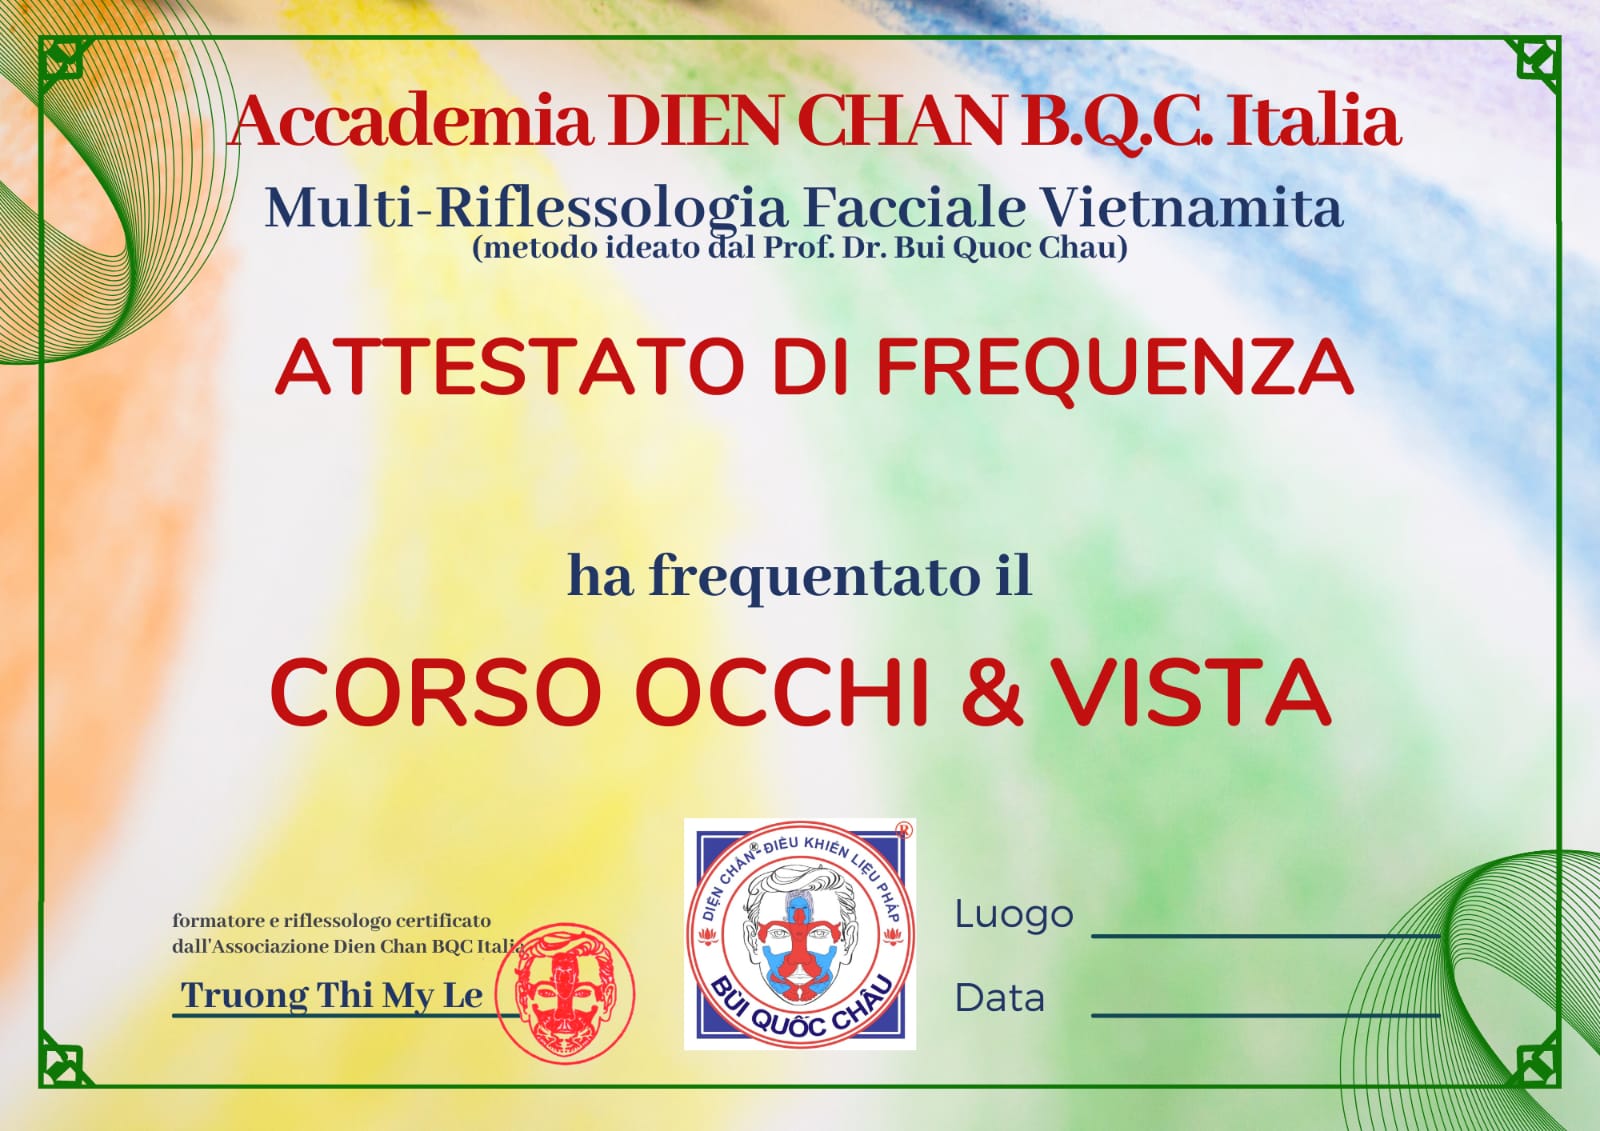 Accademia DIEN CHAN B.Q.C. Italia
Multi-Riflessologia Facciale Vietnamita
(metodo ideato dal Prof. Dr. Bui Quoc Chau)
ATTESTATO DI FREQUENZA
ha frequentato il
CORSO OCCHI & VISTA
formatore e riflessologo certificato
dall'Associazione Dien Chan BQC Italia
Truong Thi My Le
®
DIỆN CHẨN®-ĐIỀU KHIỂN LIỆU PHÁP
BÙI QUỐC CHÂU
Luogo
Data